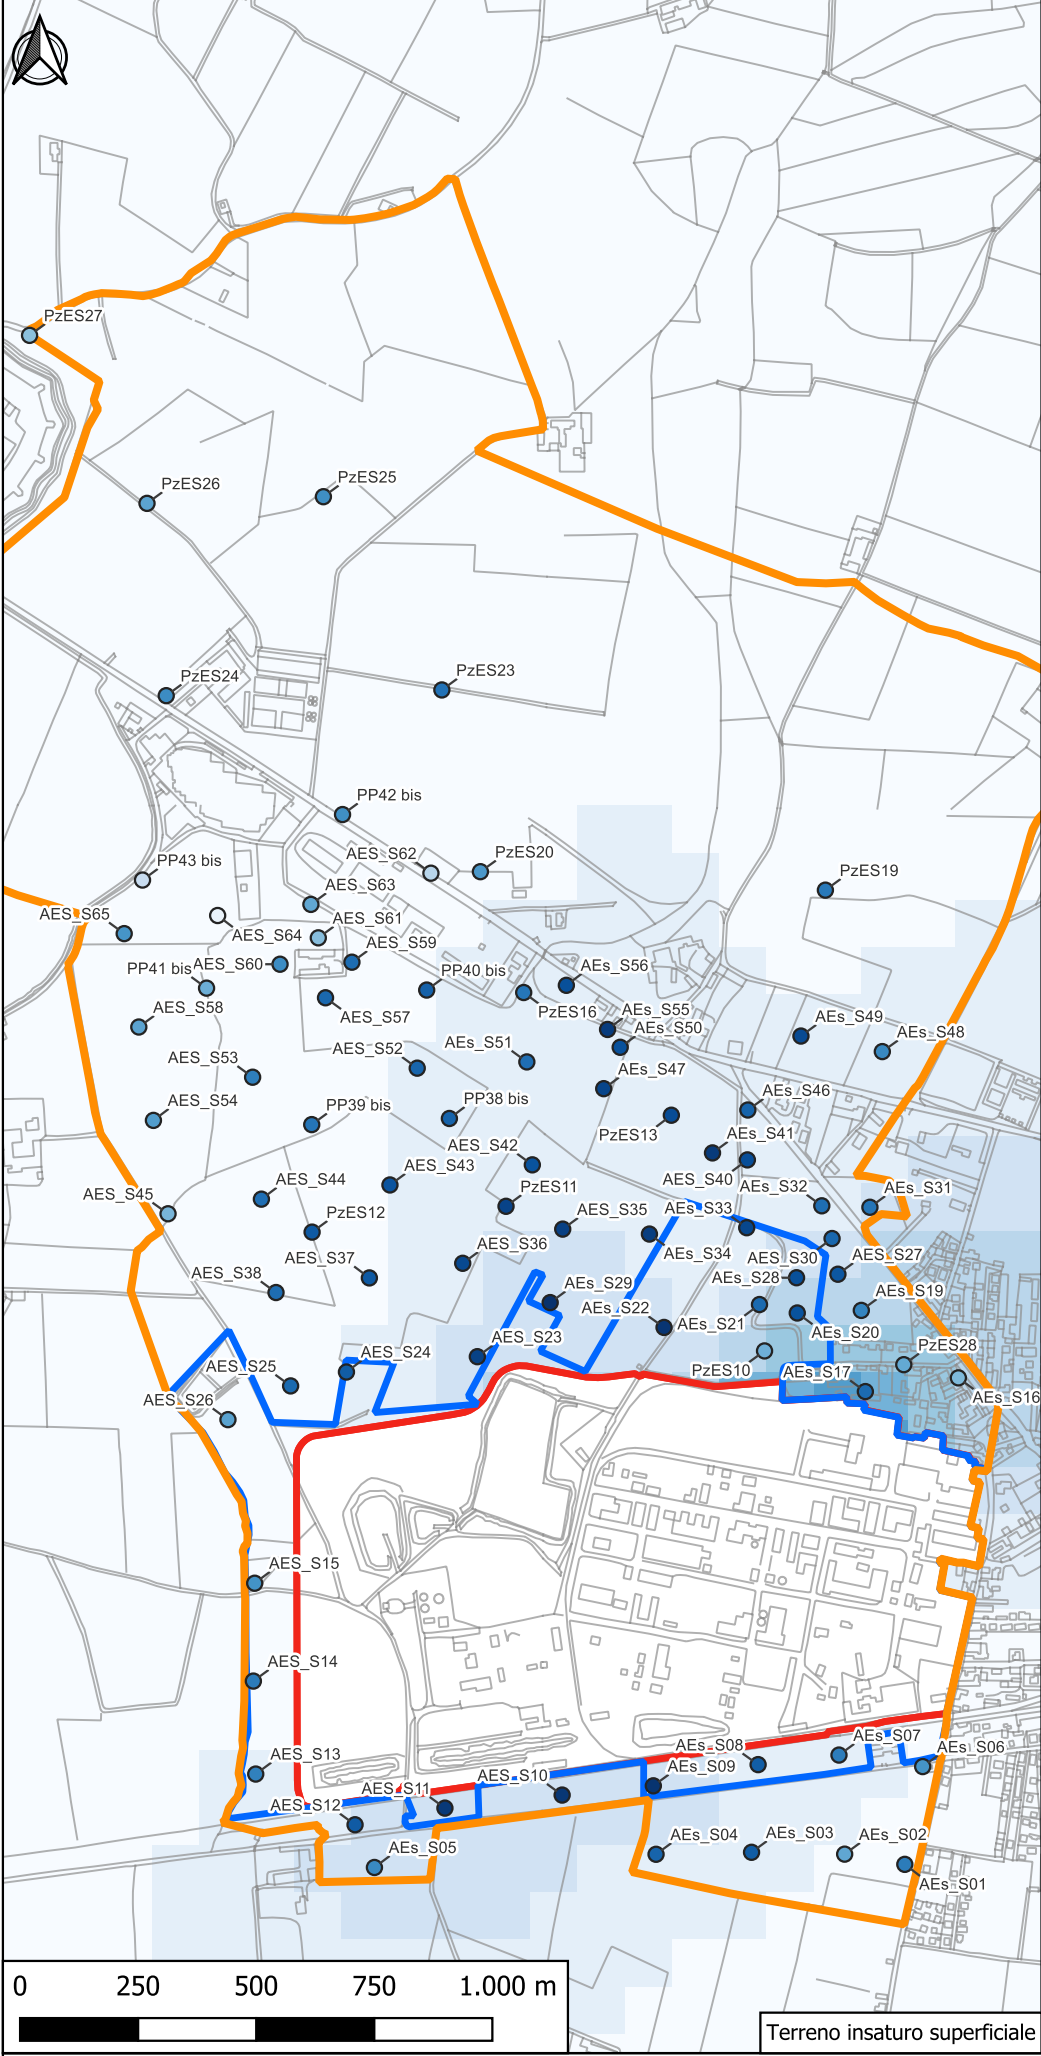 PzES27
PzES25
PzES26
PzES23
PzES24
PP42 bis
AES_S62
PzES20
PP43 bis
PzES19
AES_S63
AES_S65
AES_S61
AES_S64
AES_S59
PP41 bis
AES_S60
PP40 bis
AEs_S56
AES_S58
AES_S57
PzES16
AEs_S55
AEs_S50
AEs_S49
AEs_S48
AES_S53
AES_S52
AEs_S51
AEs_S47
AES_S54
PP39 bis
PP38 bis
PzES13
AEs_S46
AES_S42
AEs_S41
AES_S43
AES_S44
AES_S40
AES_S45
PzES11
AEs_S32
AEs_S31
PzES12
AES_S35
AEs_S33
AES_S36
AEs_S34
AES_S37
AES_S30
AES_S27
AES_S38
AEs_S28
AES_S29
AES_S19
AES_S22
AEs_S21
AES_S23
AEs_S20
AES_S24
PzES28
AES_S25
PzES10
AEs_S17
AES_S26
AEs_S16
AES_S15
AES_S14
AES_S13
AEs_S08
AEs_S07
AEs_S06
AES_S11
AES_S10
AEs_S09
AES_S12
AEs_S05
AEs_S04
AEs_S03
AEs_S02
AEs_S01
0 250 500 750 1.000 m
Terreno insaturo superficiale